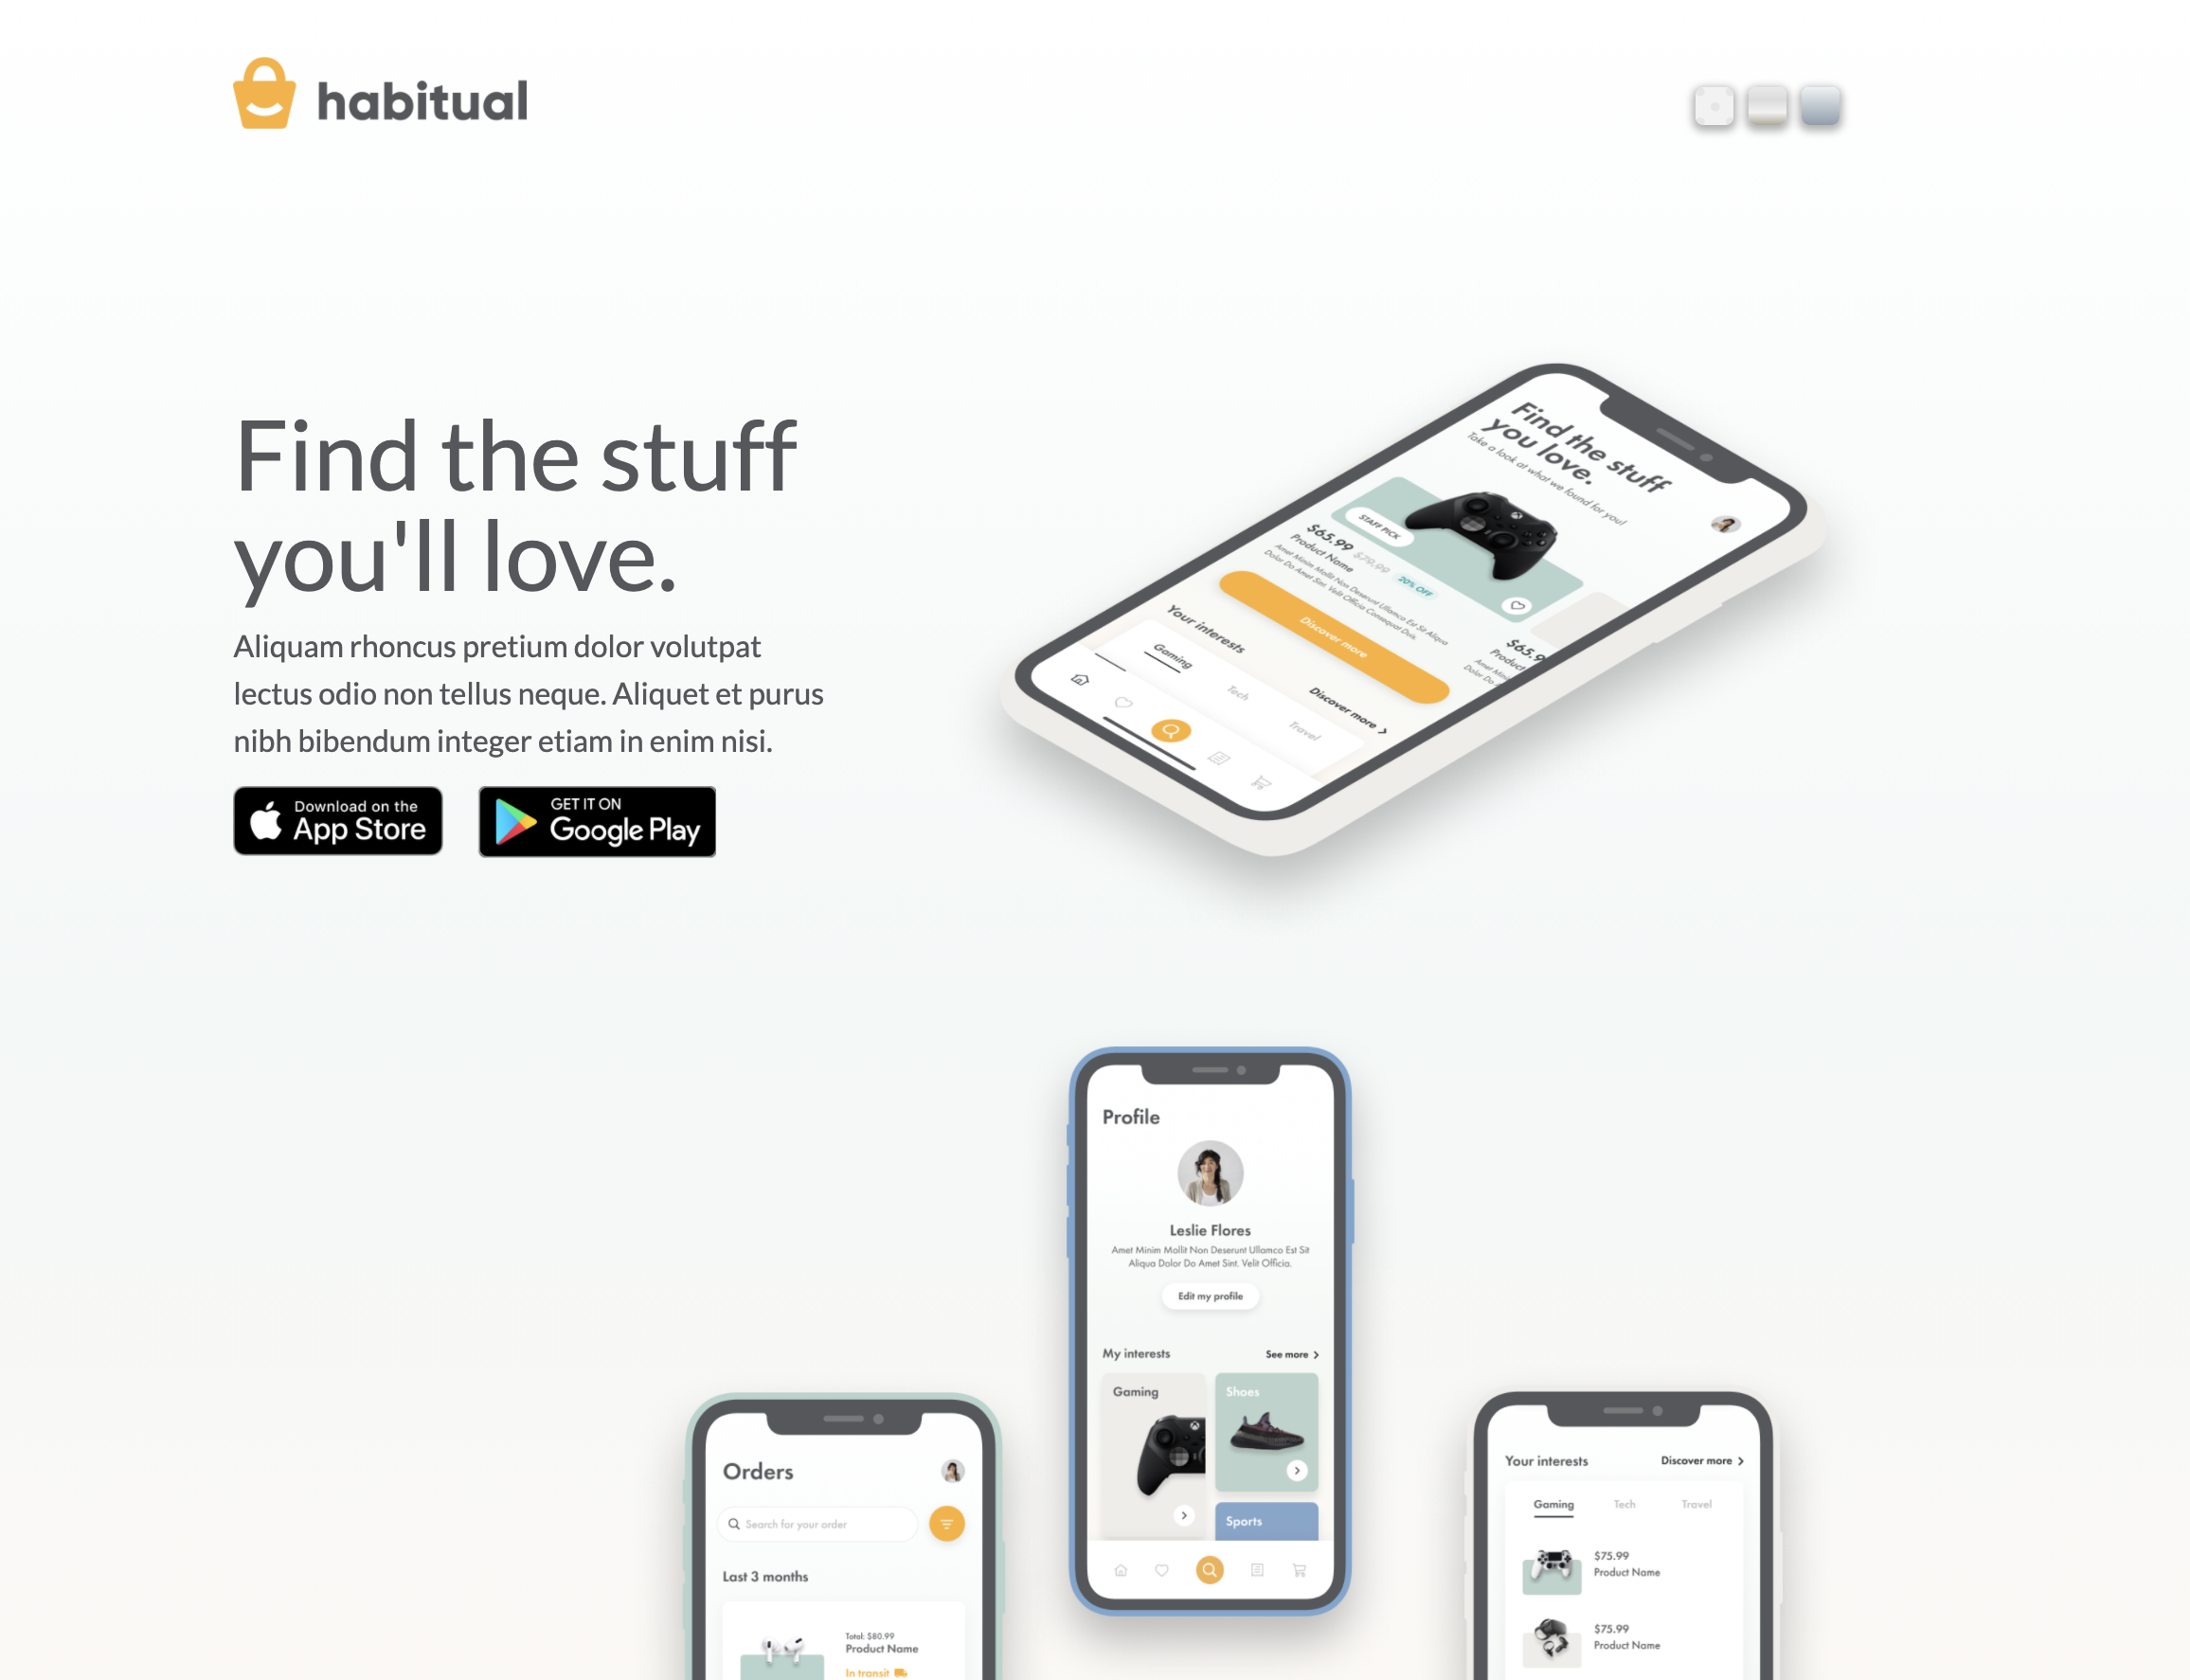 habitual
Find the stuff
you'll love.
Aliquam rhoncus pretium dolor volutpat
lectus odio non tellus neque. Aliquet et purus
nibh bibendum integer etiam in enim nisi.
Download on the
App Store
GET IT ON
Google Play
Find the stuff
you love.
Take a look at what we found for you!
STAFF PICK
$65.99 $79.99 20% OFF
Product Name
Amet Minim Mollit Non Deserunt Ullamco Est Sit Aliqua
Dolor Do Amet Sint. Velit Officia Consequat Duis.
$65.9
Product
Amet Mini
Dolor Do A
Discover more
Your interests
Discover more
Gaming
Tech
Travel
Profile
Leslie Flores
Amet Minim Mollit Non Deserunt Ullamco Est Sit
Aliqua Dolor Do Amet Sint. Velit Officia.
Edit my profile
My interests
See more
Gaming
Shoes
Sports
Orders
Search for your order
Last 3 months
Total: $80.99
Product Name
In transit
Your interests
Discover more
Gaming
Tech
Travel
$75.99
Product Name
$75.99
Product Name